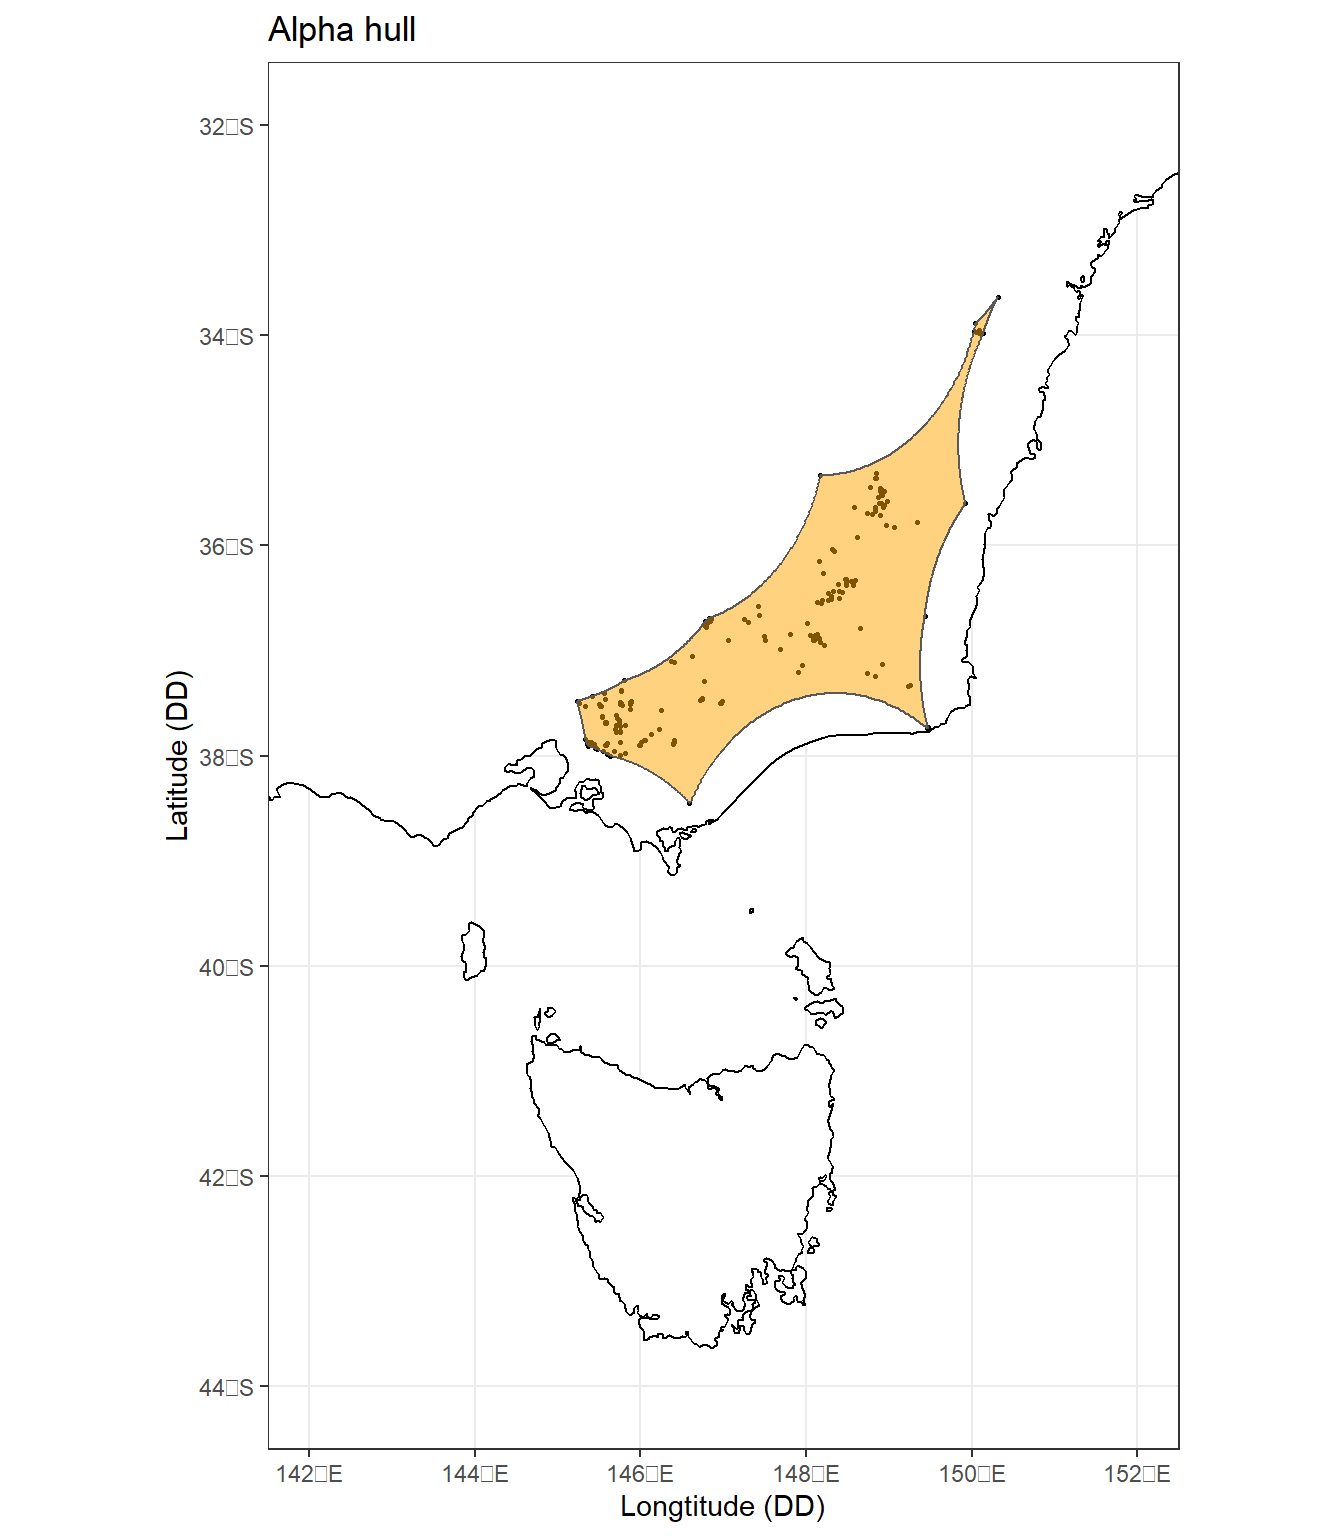 Alpha hull
32□S
34□S
36□S
38□S
40□S
42□S
44□S
Latitude (DD)
142□E 144□E 146□E 148□E 150□E 152□E
Longtitude (DD)